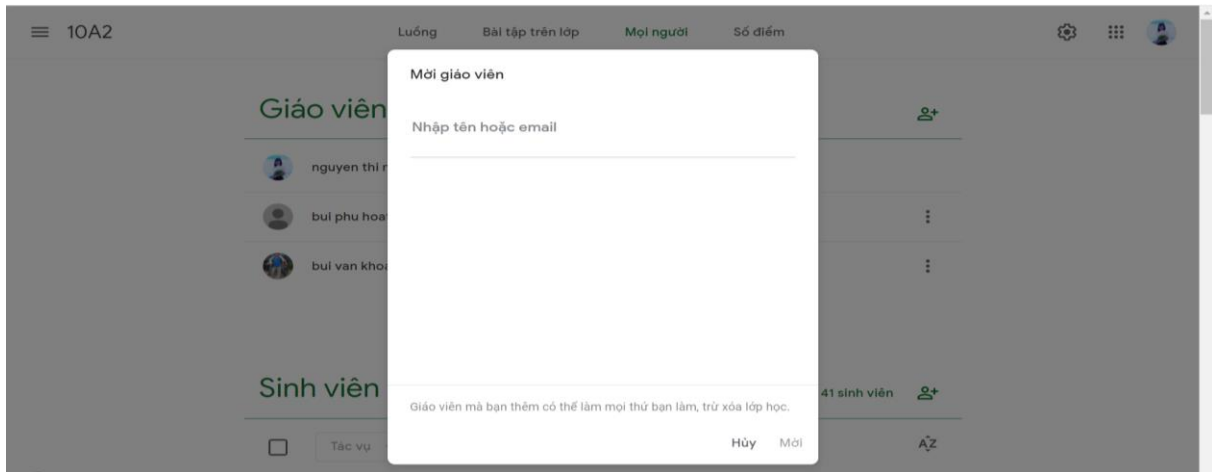 10A2
Luồng Bài tập trên lớp Mọi người Số điểm
Mời giáo viên
Giáo viên
Nhập tên hoặc email
nguyen thi
bui phu
bui van
Sinh viên
41 sinh viên
Giáo viên mà bạn thêm có thể làm mọi thứ bạn làm, trừ xóa lớp học.
Hủy Mời
Tác vụ
AZ